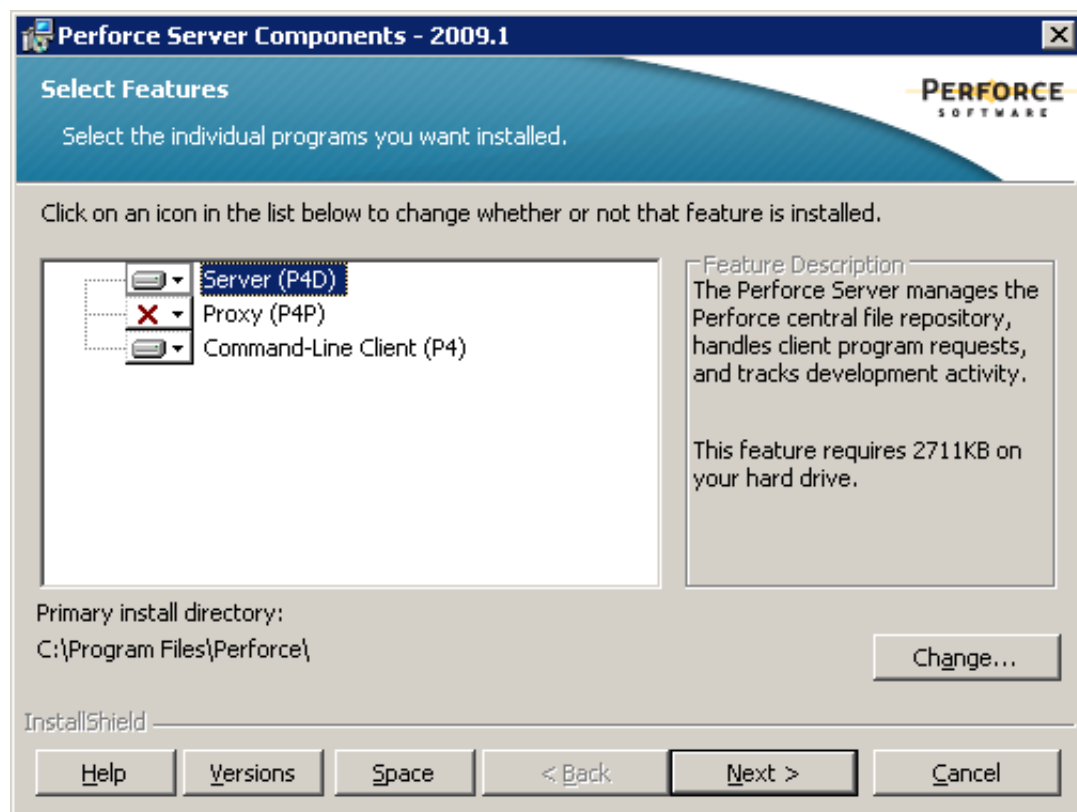 Perforce Server Components - 2009.1
Select Features
PERFORCE
SOFTWARE
Select the individual programs you want installed.
Click on an icon in the list below to change whether or not that feature is installed.
Server (P4D)
Proxy (P4P)
Command-Line Client (P4)
Feature Description
The Perforce Server manages the
Perforce central file repository,
handles client program requests,
and tracks development activity.
This feature requires 2711KB on
your hard drive.
Primary install directory:
C:\Program Files\Perforce\
Change...
InstallShield
Help
Versions
Space
< Back
Next >
Cancel